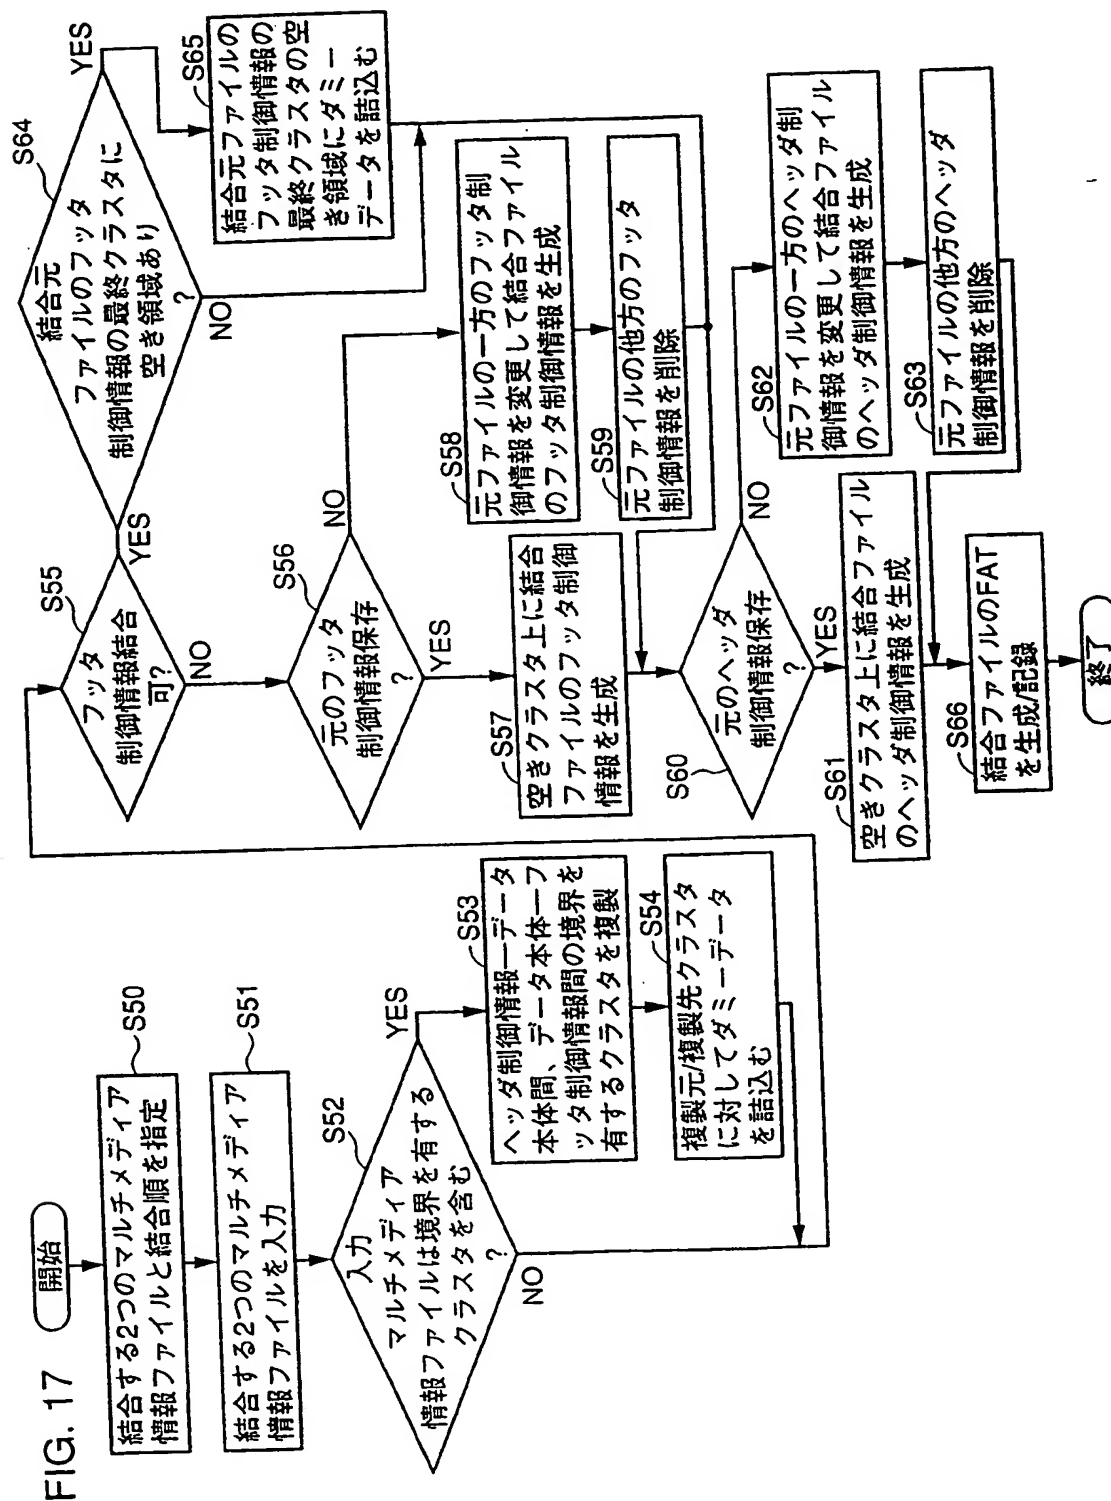 FIG. 17
開始
S50
結合する2つのマルチメディア
情報ファイルと結合順を指定
S51
結合する2つのマルチメディア
情報ファイルを入力
S52
入力
マルチメディア
情報ファイルは境界を有する
クラスタを含む
?
YES
NO
S53
ヘッダ制御情報ーデータ
本体間、データ本体ーフ
ッタ制御情報間の境界を
有するクラスタを複製
S54
複製元/複製先クラスタ
に対してダミーデータ
を詰込む
S55
フッタ
制御情報結合
可?
YES
NO
S56
元のフッタ
制御情報保存
?
NO
YES
S57
空きクラスタ上に結合
ファイルのフッタ制御
情報を生成
S58
元ファイルの一方のフッタ制
御情報を変更して結合ファイル
のフッタ制御情報を生成
S59
元ファイルの他方のフッタ
制御情報を削除
S60
元のヘッダ
制御情報保存
?
NO
YES
S61
空きクラスタ上に結合ファイル
のヘッダ制御情報を生成
S62
元ファイルの一方のヘッダ制
御情報を変更して結合ファイル
のヘッダ制御情報を生成
S63
元ファイルの他方のヘッダ
制御情報を削除
S64
結合元
ファイルのフッタ
制御情報の最終クラスタに
空き領域あり
?
YES
NO
S65
結合元ファイルの
フッタ制御情報の
最終クラスタの空
き領域にダミー
データを詰込む
S66
結合ファイルのFAT
を生成/記録
終了